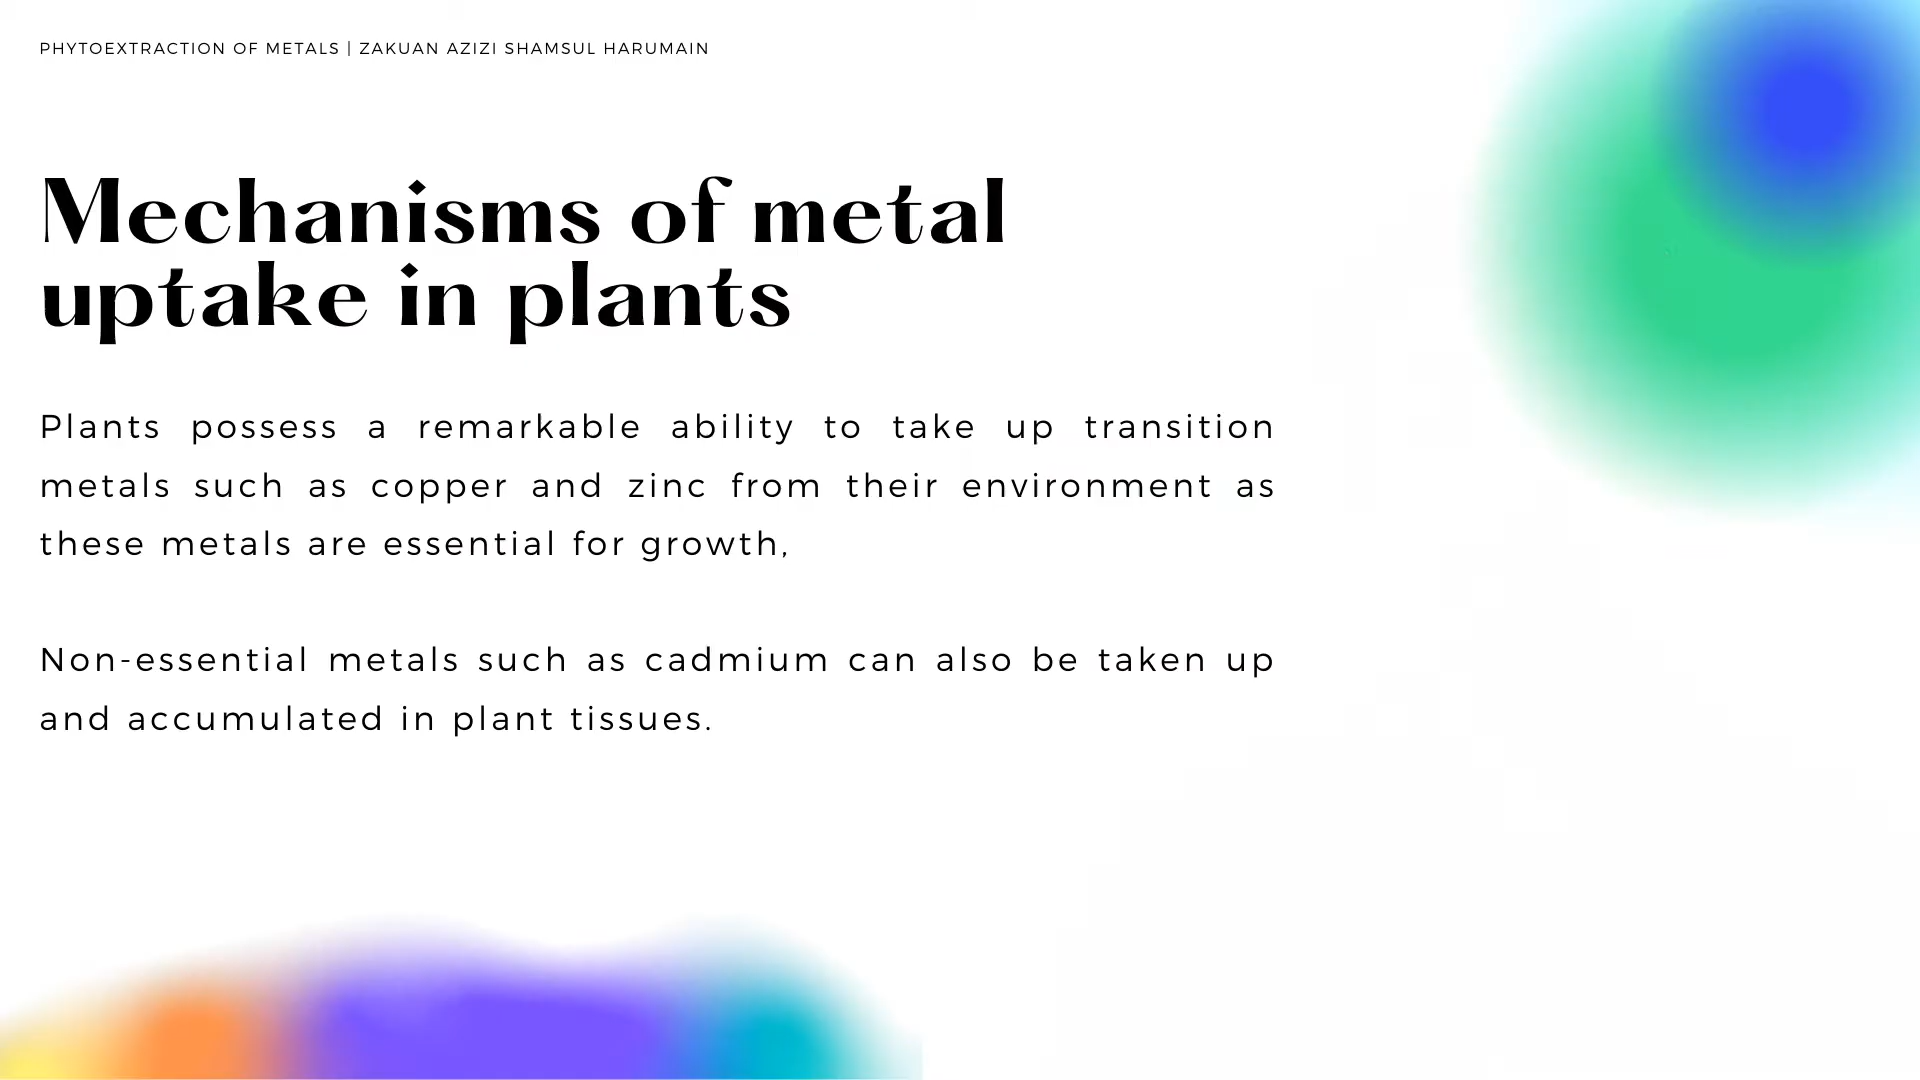 PHYTOEXTRACTION OF METALS | ZAKUAN AZIZI SHAMSUL HARUMAIN
Mechanisms of metal
uptake in plants
Plants possess a remarkable ability to take up transition
metals such as copper and zinc from their environment as
these metals are essential for growth,
Non-essential metals such as cadmium can also be taken up
and accumulated in plant tissues.